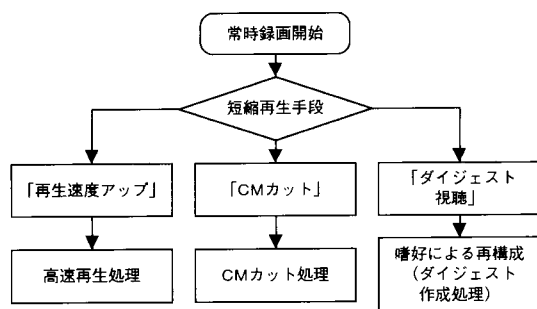 常時録画開始
短縮再生手段
「再生速度アップ」
「CMカット」
「ダイジェスト
視聴」
高速再生処理
CMカット処理
嗜好による再構成
（ダイジェスト
作成処理）